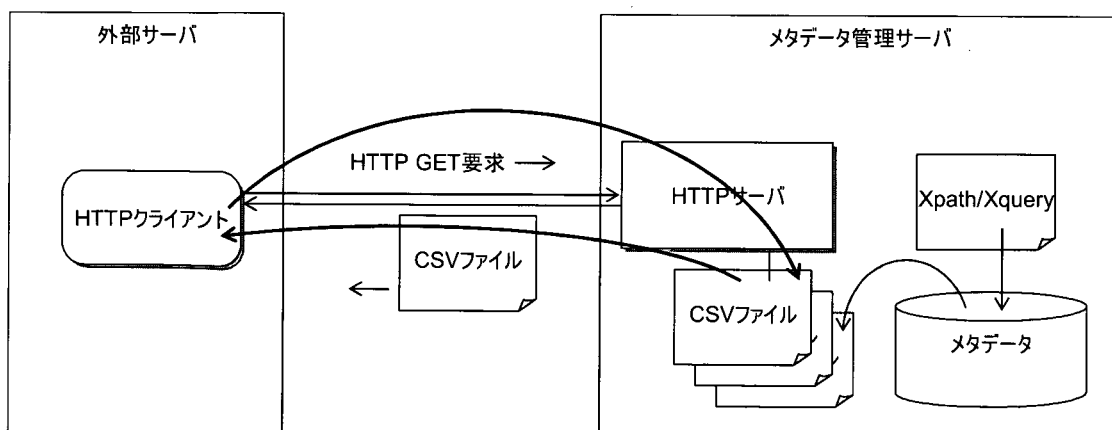 外部サーバ
メタデータ管理サーバ
HTTP GET要求 →
HTTPサーバ
Xpath/Xquery
HTTPクライアント
CSVファイル
CSVファイル
メタデータ